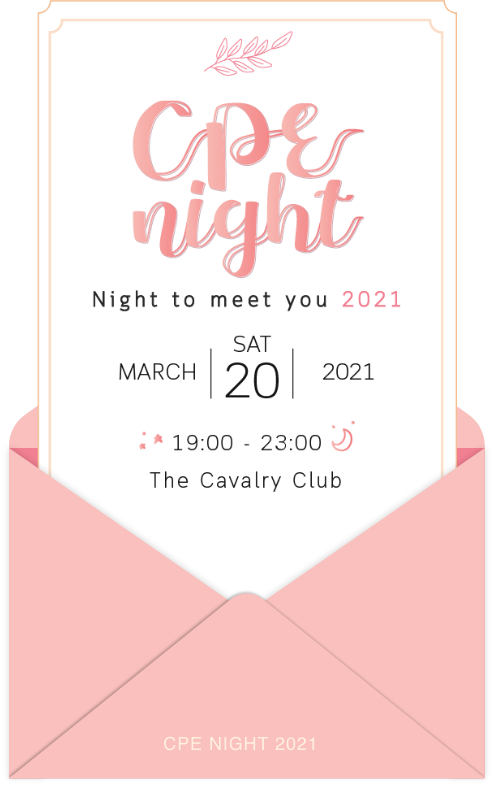 CPE
night
Night to meet you 2021
MARCH | SAT 20 | 2021
19:00 - 23:00
The Cavalry Club
CPE NIGHT 2021